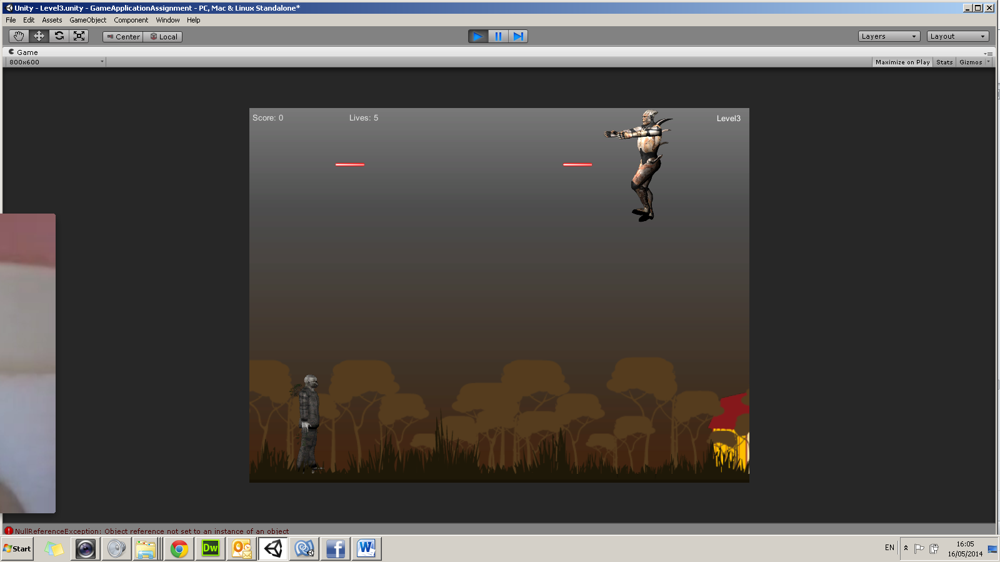 Unity - Level3.unity - GameApplicationAssignment - PC, Mac & Linux Standalone*
File Edit Assets GameObject Component Window Help
Center Local Layers Layout
Game
800x600 Maximize on Play Stats Gizmos
Score: 0 Lives: 5 Level3
NullReferenceException: Object reference not set to an instance of an object
Start Dw f W EN 16:05
16/05/2014